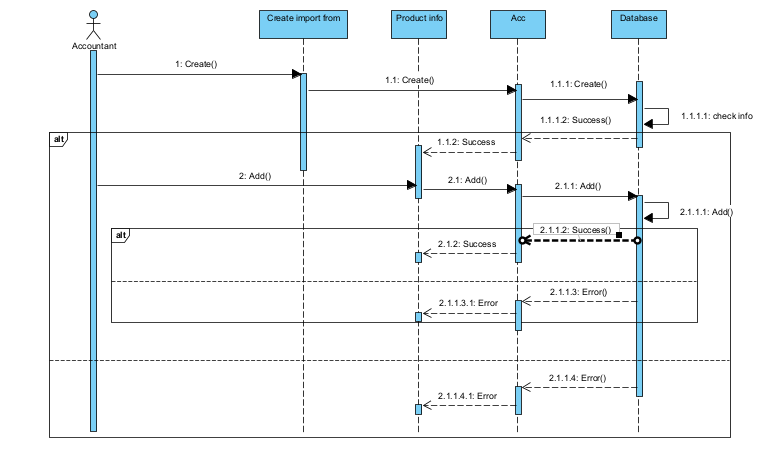 Create import from
Product info
Acc
Database
Accountant
1: Create()
1.1: Create()
1.1.1: Create()
1.1.1.1: check info
1.1.1.2: Success()
alt
1.1.2: Success
2: Add()
2.1: Add()
2.1.1: Add()
2.1.1.1: Add()
alt
2.1.1.2: Success()
2.1.2: Success
2.1.1.3: Error()
2.1.1.3.1: Error
2.1.1.4: Error()
2.1.1.4.1: Error